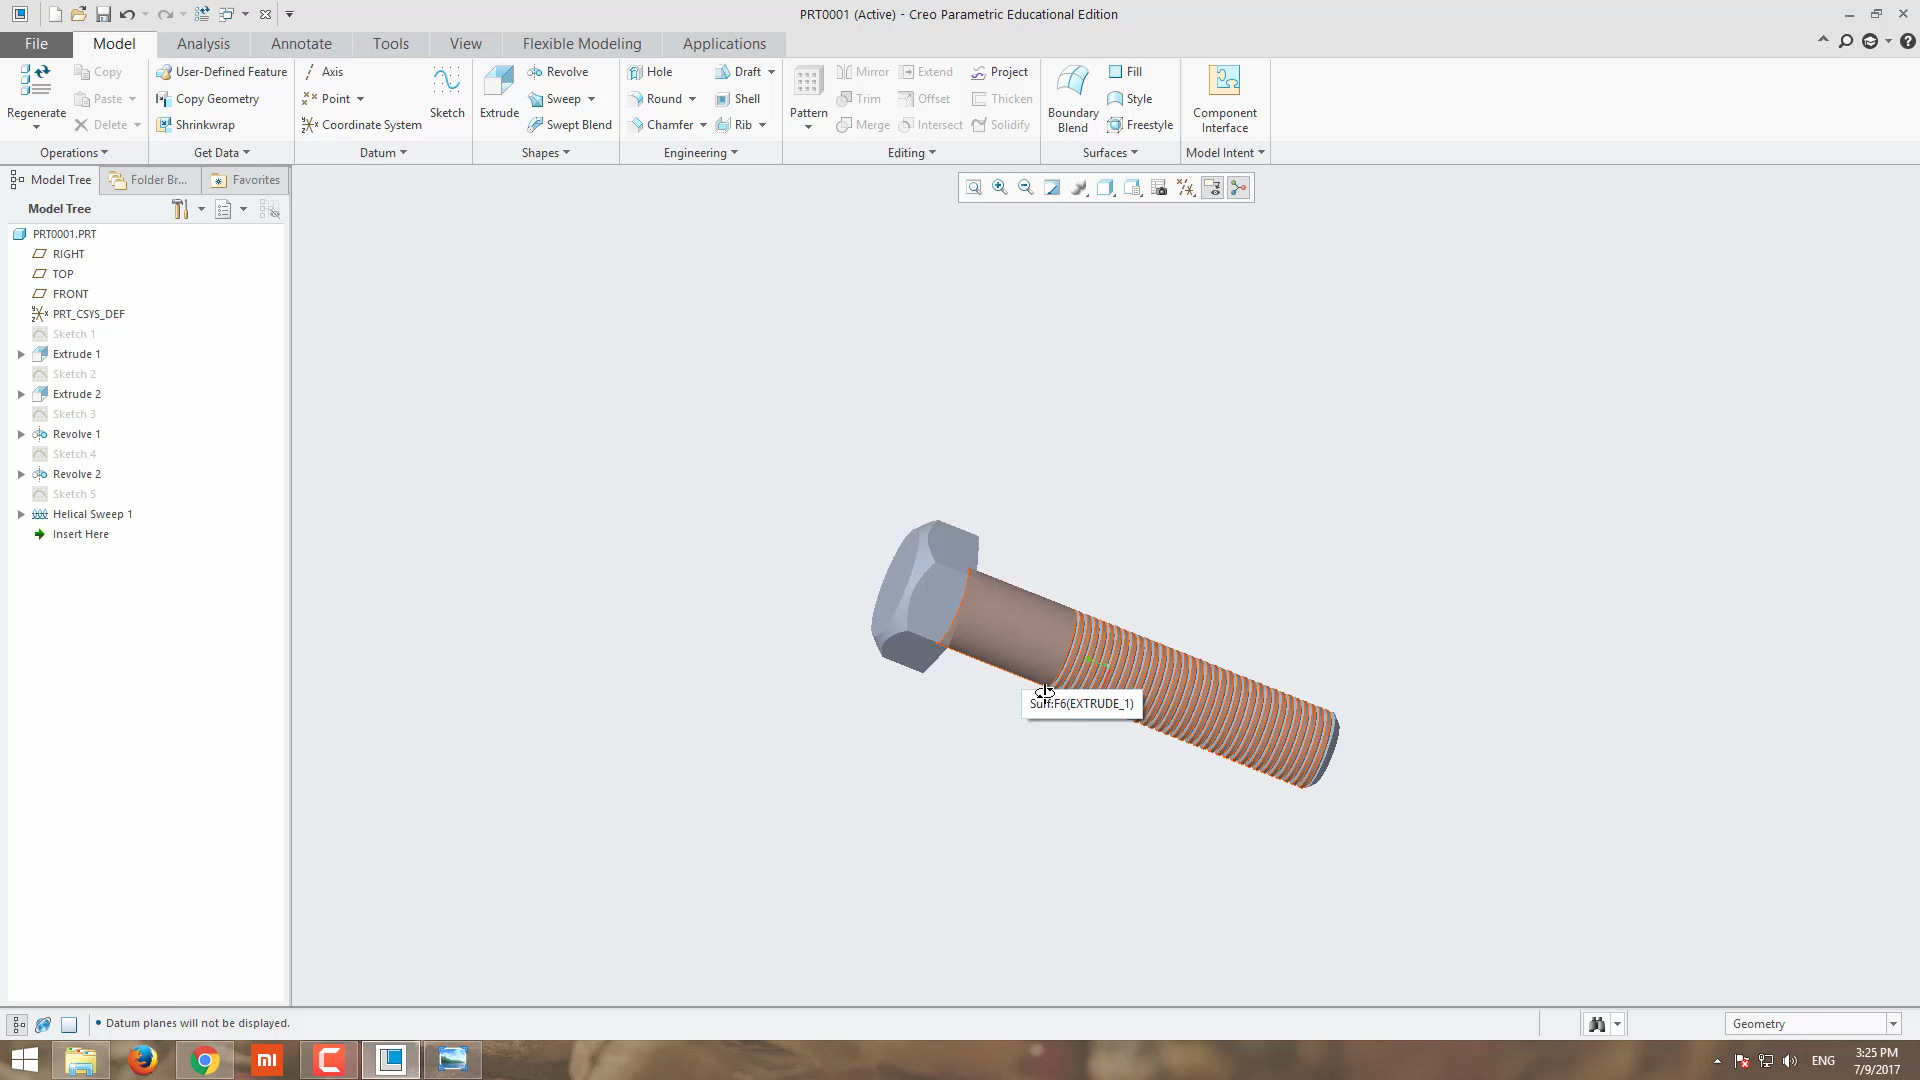 PRT0001 (Active) - Creo Parametric Educational Edition
File Model Analysis Annotate Tools View Flexible Modeling Applications
Regenerate Copy User-Defined Feature Axis Revolve Hole Draft Mirror Extend Project Fill
Paste Copy Geometry Point Sketch Extrude Sweep Round Shell Pattern Trim Offset Thicken Boundary Blend Style Component Interface
Delete Shrinkwrap Coordinate System Swept Blend Chamfer Rib Merge Intersect Solidify Freestyle
Operations Get Data Datum Shapes Engineering Editing Surfaces Model Intent
Model Tree Folder Br... Favorites
Model Tree
PRT0001.PRT
RIGHT
TOP
FRONT
PRT_CSYS_DEF
Sketch 1
Extrude 1
Sketch 2
Extrude 2
Sketch 3
Revolve 1
Sketch 4
Revolve 2
Sketch 5
Helical Sweep 1
Insert Here
Surf:F6(EXTRUDE_1)
Datum planes will not be displayed.
Geometry
mi
ENG
3:25 PM
7/9/2017